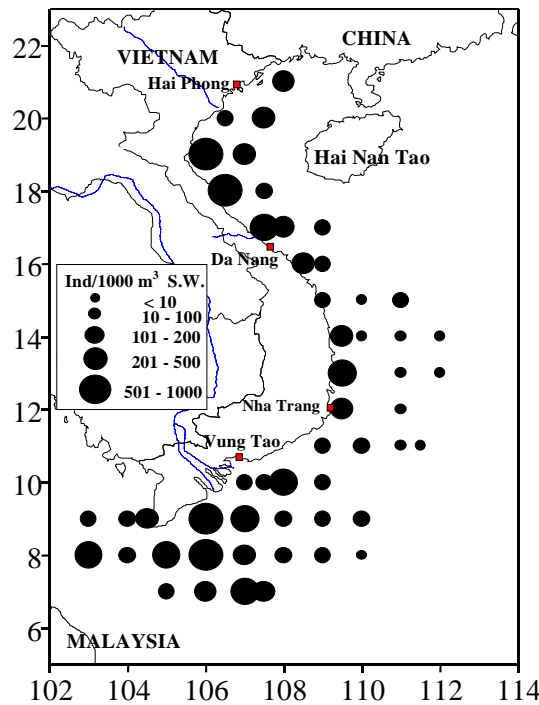 22
20
18
16
14
12
10
8
6
CHINA
VIETNAM
Hai Phong
Hai Nan Tao
Da Nang
Ind/1000 m³ S.W.
< 10
10 - 100
101 - 200
201 - 500
501 - 1000
Nha Trang
Vung Tao
MALAYSIA
102 104 106 108 110 112 114